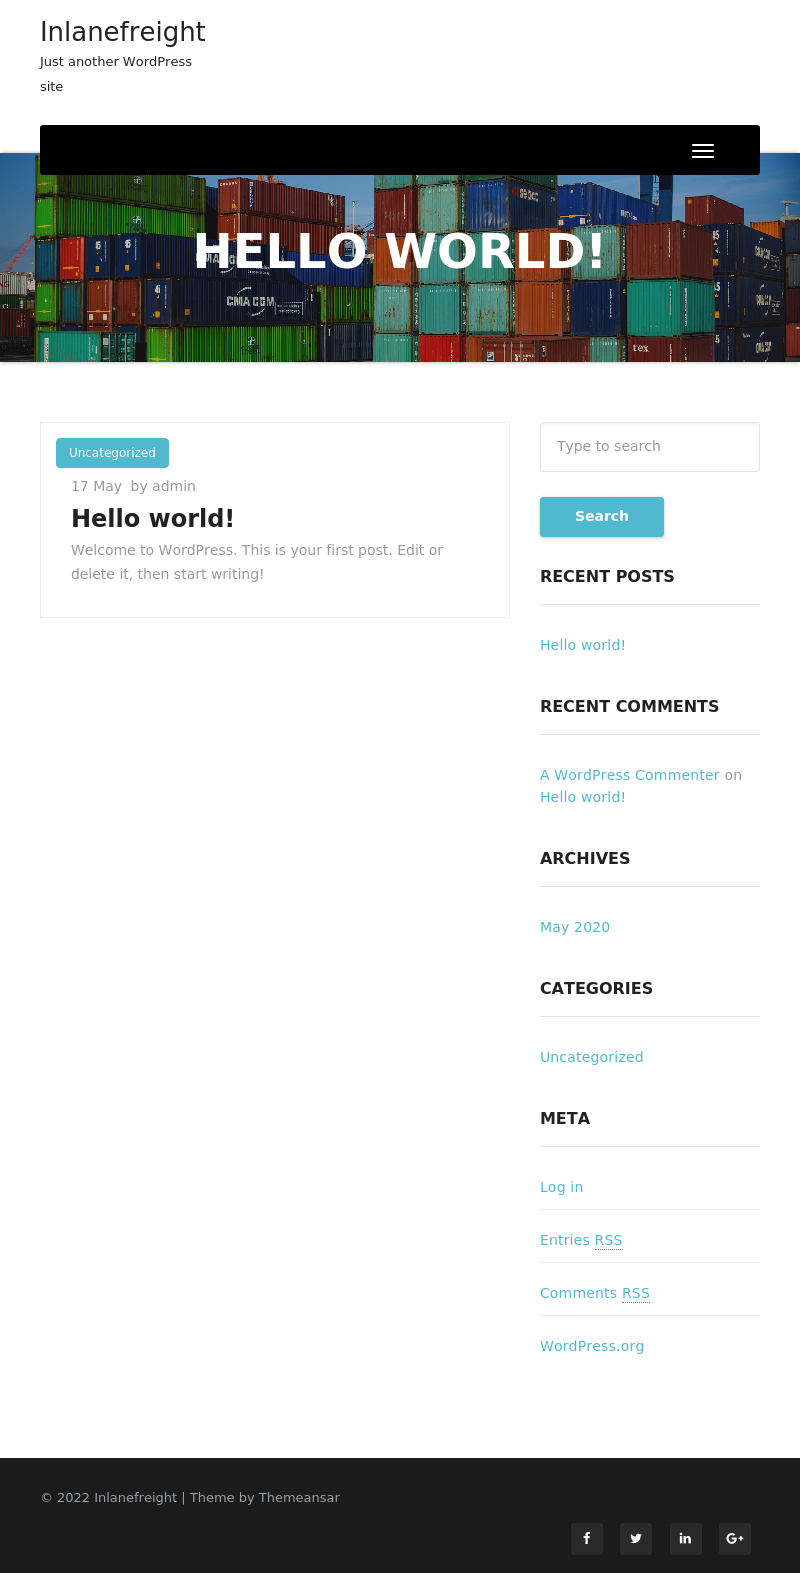 Inlanefreight
Just another WordPress
site
HELLO WORLD!
CMA CGM
tex
Uncategorized
17 May by admin
Hello world!
Welcome to WordPress. This is your first post. Edit or
delete it, then start writing!
Type to search
Search
RECENT POSTS
Hello world!
RECENT COMMENTS
A WordPress Commenter on
Hello world!
ARCHIVES
May 2020
CATEGORIES
Uncategorized
META
Log in
Entries RSS
Comments RSS
WordPress.org
© 2022 Inlanefreight | Theme by Themeansar